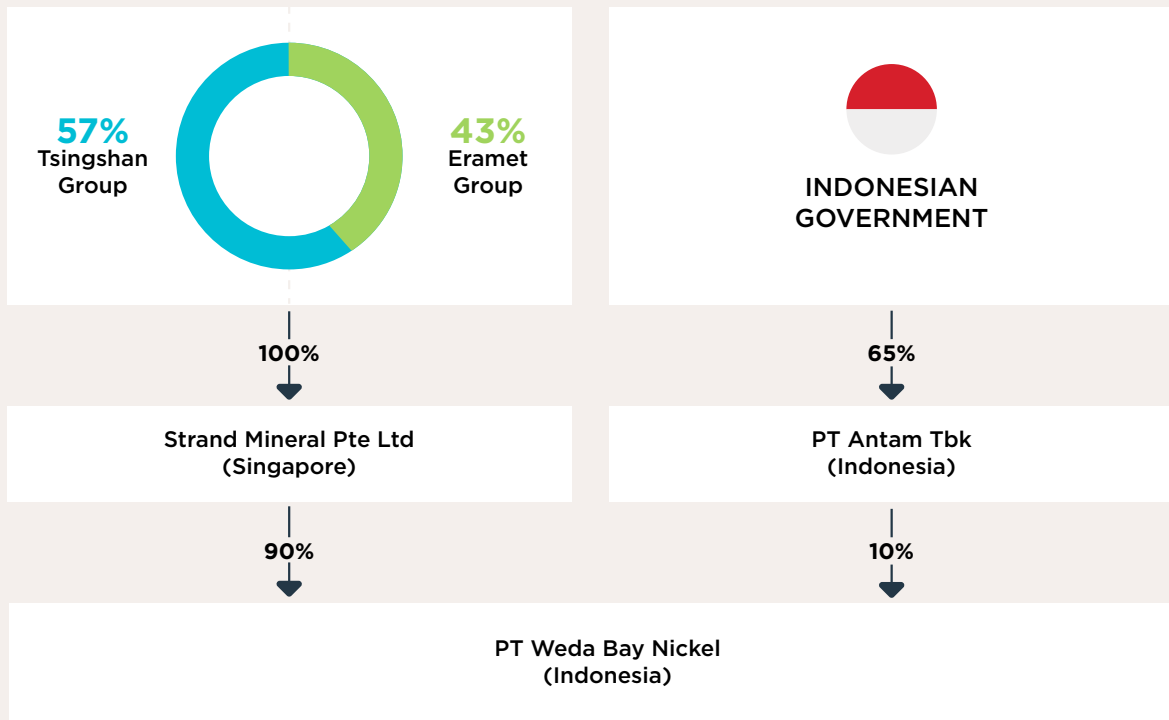 57%
Tsingshan
Group
43%
Eramet
Group
INDONESIAN
GOVERNMENT
100%
65%
Strand Mineral Pte Ltd
(Singapore)
PT Antam Tbk
(Indonesia)
90%
10%
PT Weda Bay Nickel
(Indonesia)